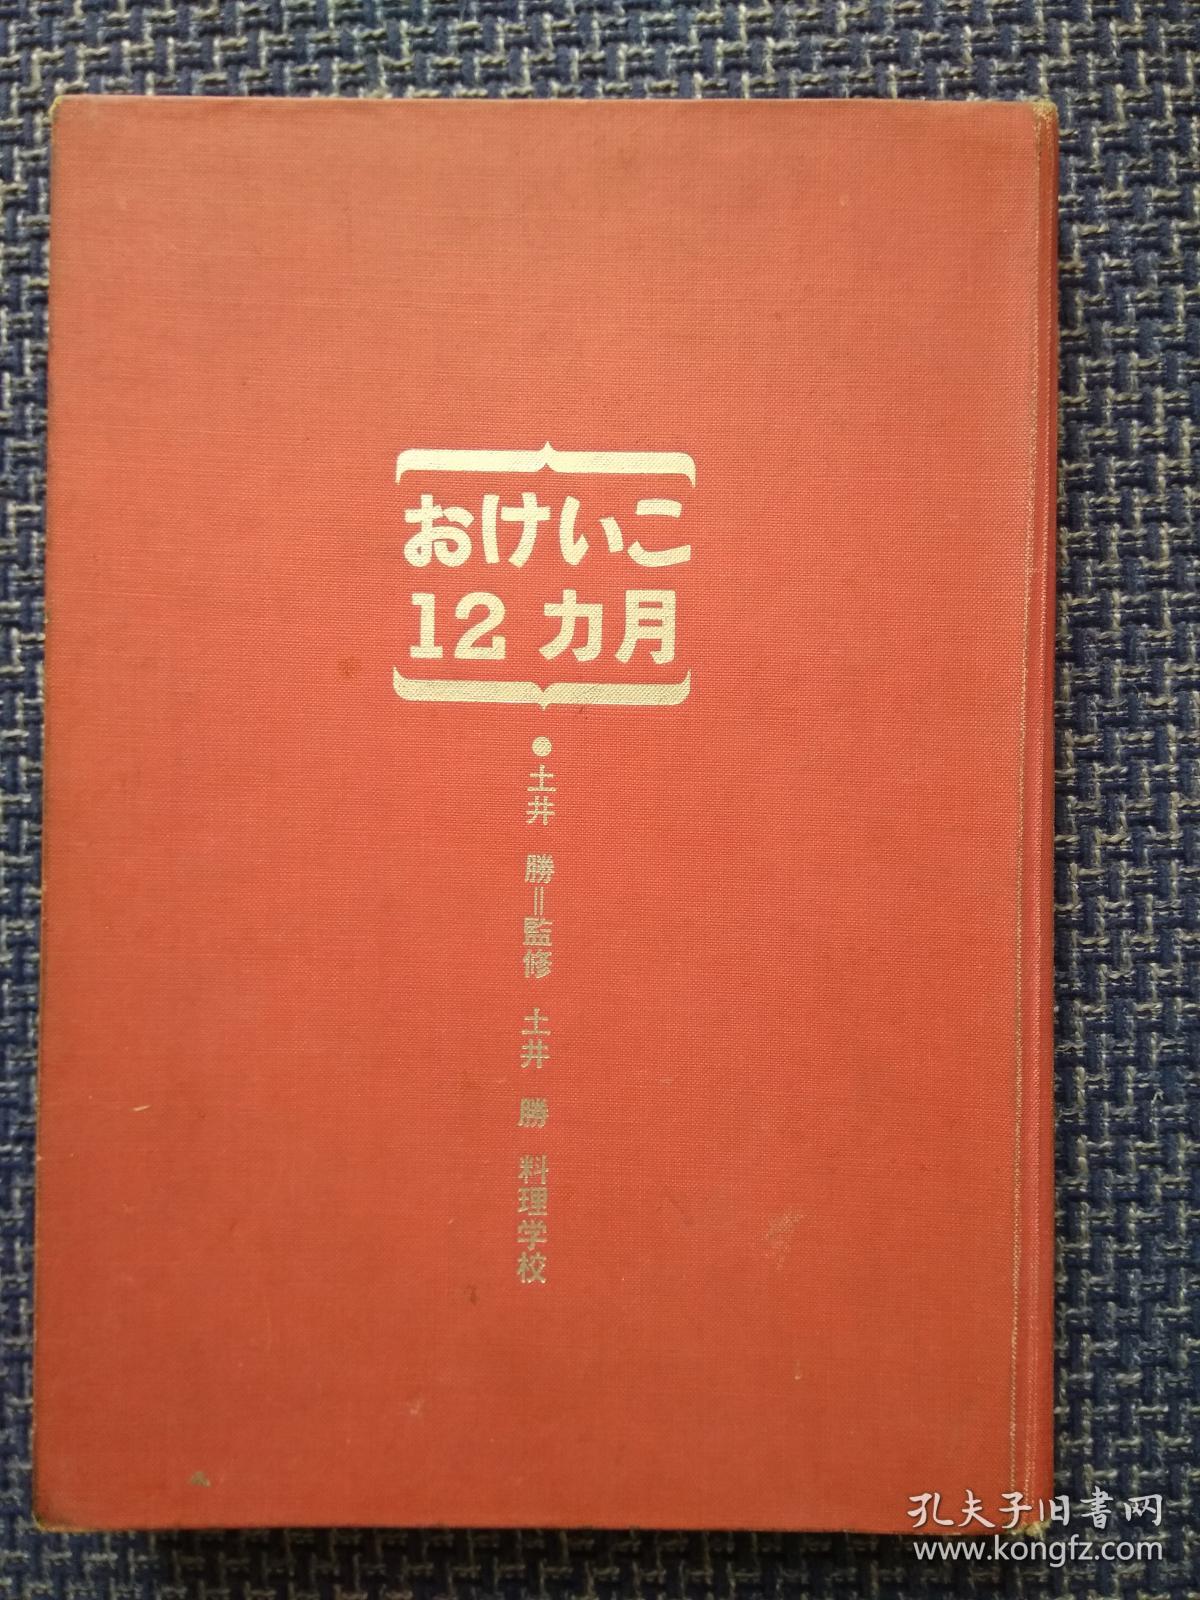 おけいこ
12カ月
●土井 勝=監修 土井 勝 料理学校
孔夫子旧書网
www.kongfz.com